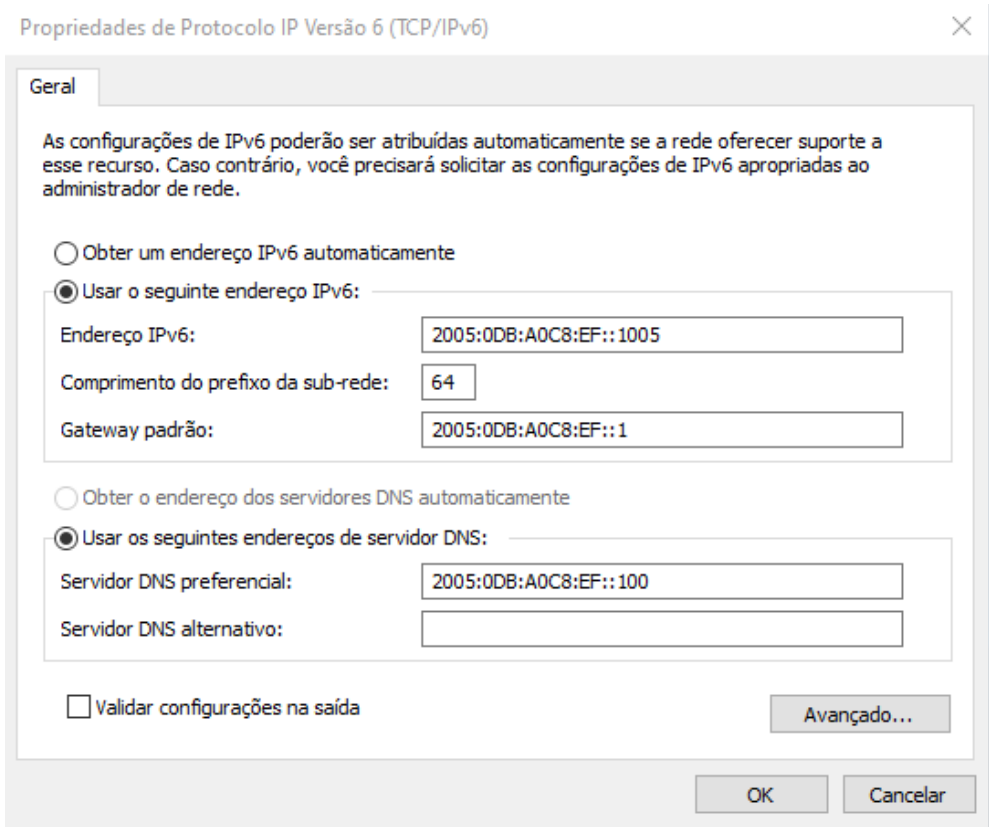 Propriedades de Protocolo IP Versão 6 (TCP/IPv6)
Geral
As configurações de IPv6 poderão ser atribuídas automaticamente se a rede oferecer suporte a
esse recurso. Caso contrário, você precisará solicitar as configurações de IPv6 apropriadas ao
administrador de rede.
Obter um endereço IPv6 automaticamente
Usar o seguinte endereço IPv6:
Endereço IPv6: 2005:0DB:A0C8:EF::1005
Comprimento do prefixo da sub-rede: 64
Gateway padrão: 2005:0DB:A0C8:EF::1
Obter o endereço dos servidores DNS automaticamente
Usar os seguintes endereços de servidor DNS:
Servidor DNS preferencial: 2005:0DB:A0C8:EF::100
Servidor DNS alternativo:
Validar configurações na saída
Avançado...
OK Cancelar